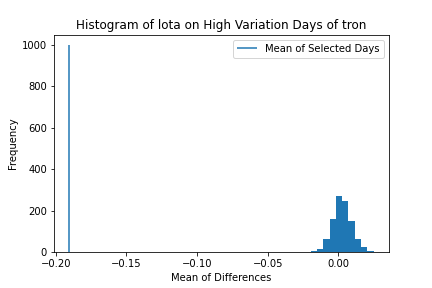 Histogram of Iota on High Variation Days of tron
Mean of Selected Days
1000
800
600
400
200
0
Frequency
−0.20 −0.15 −0.10 −0.05 0.00
Mean of Differences